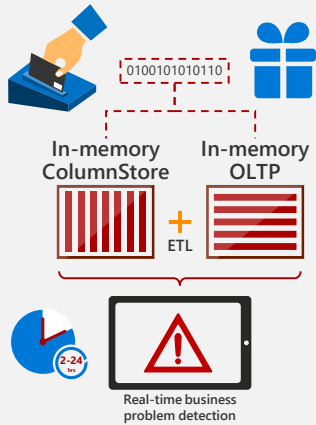 0100101010110
In-memory
ColumnStore
In-memory
OLTP
+
ETL
2-24
hrs
Real-time business
problem detection